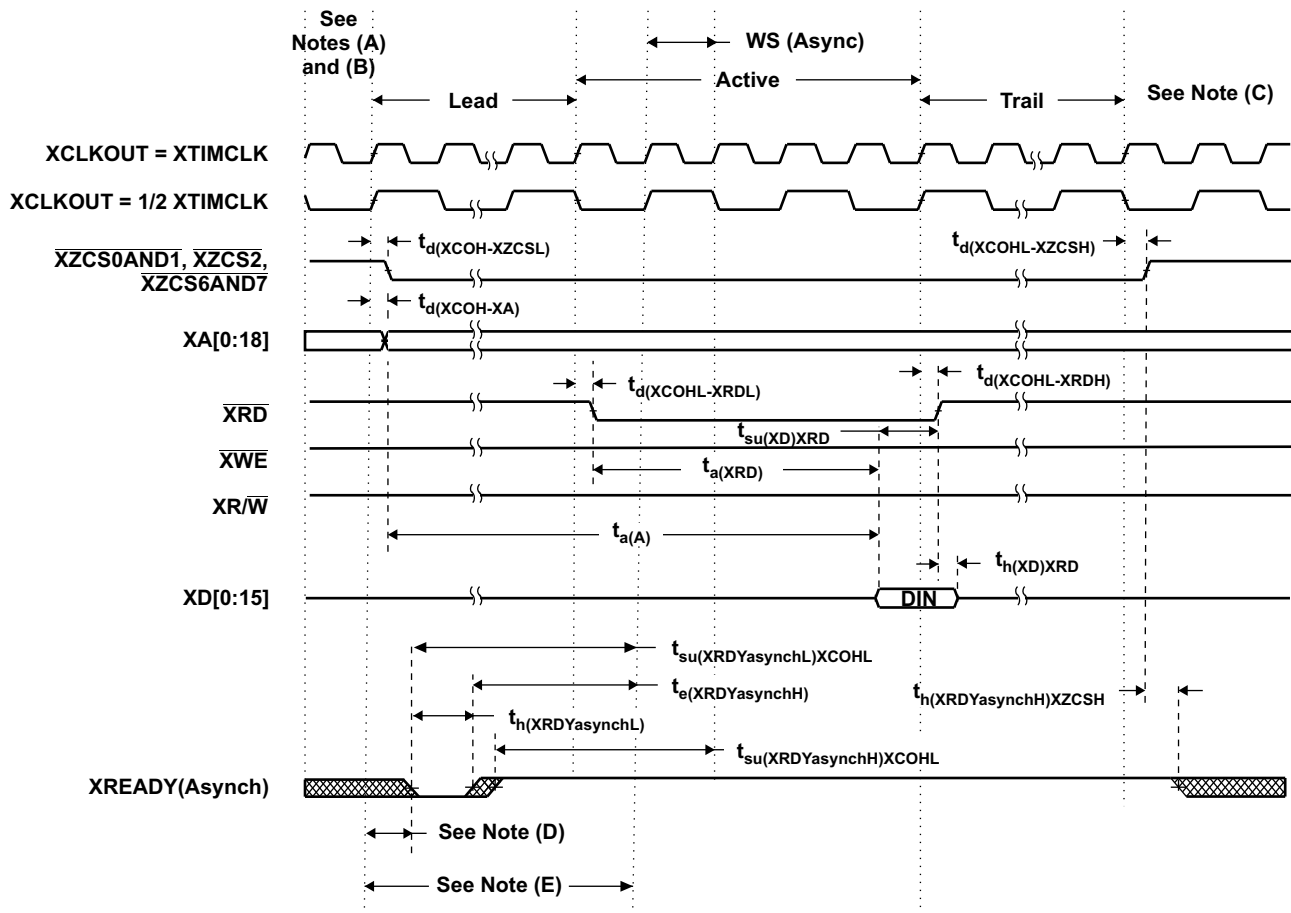 See
Notes (A)
and (B)
WS (Async)
Active
Lead
Trail
See Note (C)
XCLKOUT = XTIMCLK
XCLKOUT = 1/2 XTIMCLK
td(XCOH-XZCSL)
td(XCOHL-XZCSH)
XZCS0AND1, XZCS2,
XZCS6AND7
td(XCOH-XA)
XA[0:18]
td(XCOHL-XRDL)
td(XCOHL-XRDH)
XRD
tsu(XD)XRD
XWE
ta(XRD)
XR/W
ta(A)
th(XD)XRD
XD[0:15]
DIN
tsu(XRDYasynchL)XCOHL
te(XRDYasynchH)
th(XRDYasynchH)XZCSH
th(XRDYasynchL)
tsu(XRDYasynchH)XCOHL
XREADY(Asynch)
See Note (D)
See Note (E)